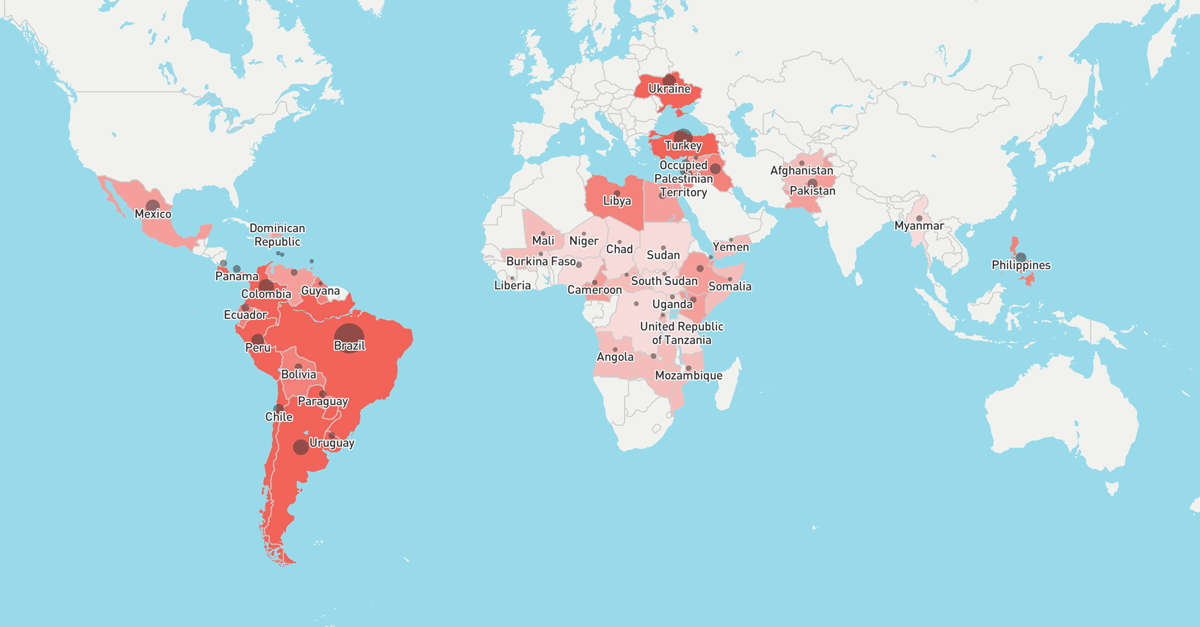 Ukraine
Turkey
Occupied
Palestinian
Territory
Afghanistan
Pakistan
Libya
Mexico
Dominican
Republic
Myanmar
Mali
Niger
Chad
Sudan
Yemen
Burkina Faso
Philippines
Panama
Liberia
Cameroon
South Sudan
Somalia
Colombia
Guyana
Uganda
Ecuador
United Republic
of Tanzania
Peru
Brazil
Angola
Bolivia
Mozambique
Paraguay
Chile
Uruguay